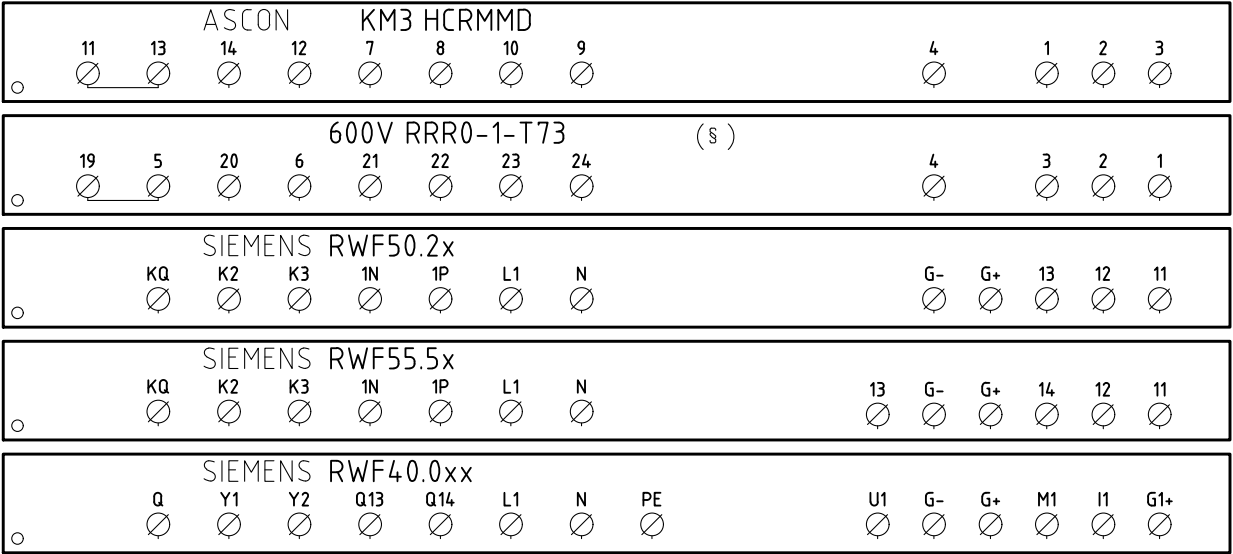 ASCON KM3 HCRMMD
11 13 14 12 7 8 10 9 4 1 2 3
600V RRR0-1-T73 (§)
19 5 20 6 21 22 23 24 4 3 2 1
SIEMENS RWF50.2x
KQ K2 K3 1N 1P L1 N G- G+ 13 12 11
SIEMENS RWF55.5x
KQ K2 K3 1N 1P L1 N 13 G- G+ 14 12 11
SIEMENS RWF40.0xx
Q Y1 Y2 Q13 Q14 L1 N PE U1 G- G+ M1 I1 G1+